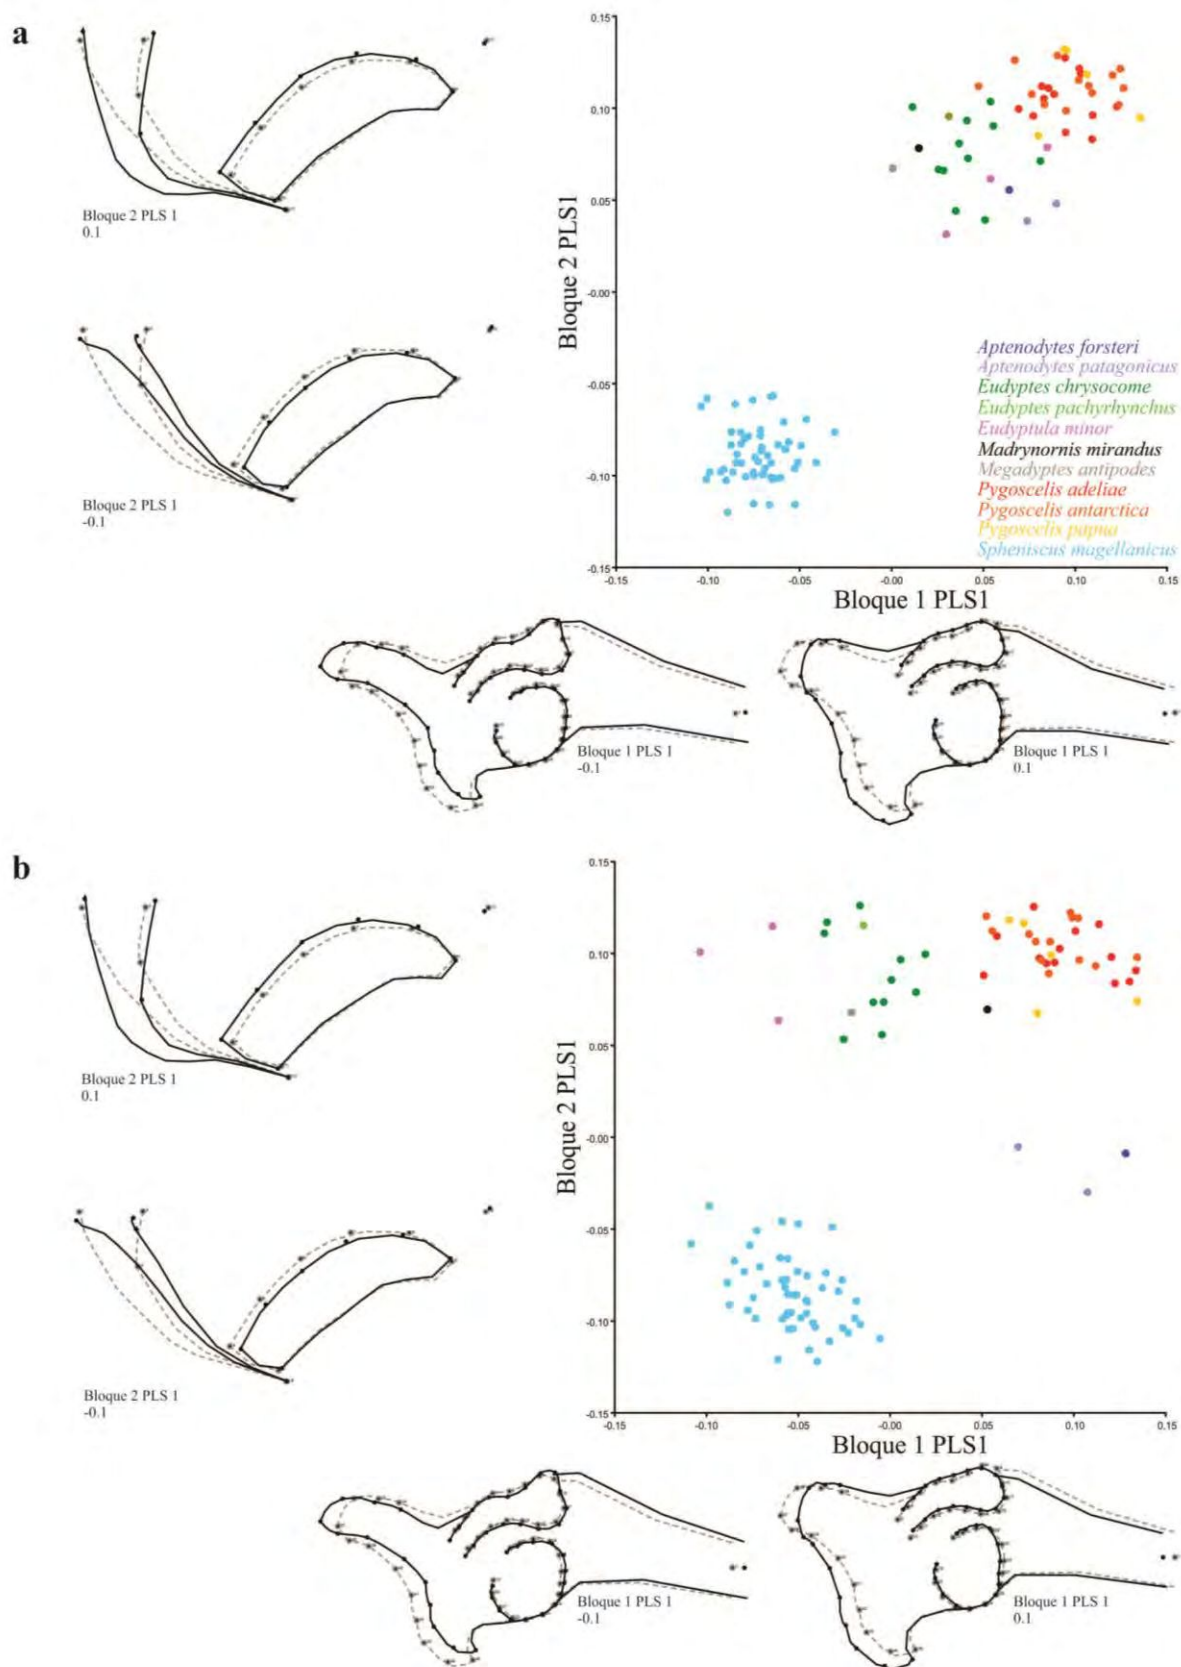 a
Bloque 2 PLS 1
0.1
Bloque 2 PLS 1
-0.1
Bloque 2 PLS1
0.15
0.10
0.05
-0.00
-0.05
-0.10
-0.15
-0.15
-0.10
-0.05
-0.00
0.05
0.10
0.15
Bloque 1 PLS1
Aptenodytes forsteri
Aptenodytes patagonicus
Eudyptes chrysocome
Eudyptes pachyrhynchus
Eudyptula minor
Madrynornis mirandus
Megadyptes antipodes
Pygoscelis adeliae
Pygoscelis antarctica
Pygoscelis papua
Spheniscus magellanicus
Bloque 1 PLS 1
-0.1
Bloque 1 PLS 1
0.1
b
Bloque 2 PLS 1
0.1
Bloque 2 PLS 1
-0.1
Bloque 2 PLS1
0.15
0.10
0.05
-0.00
-0.05
-0.10
-0.15
-0.15
-0.10
-0.05
-0.00
0.05
0.10
0.15
Bloque 1 PLS1
Bloque 1 PLS 1
-0.1
Bloque 1 PLS 1
0.1